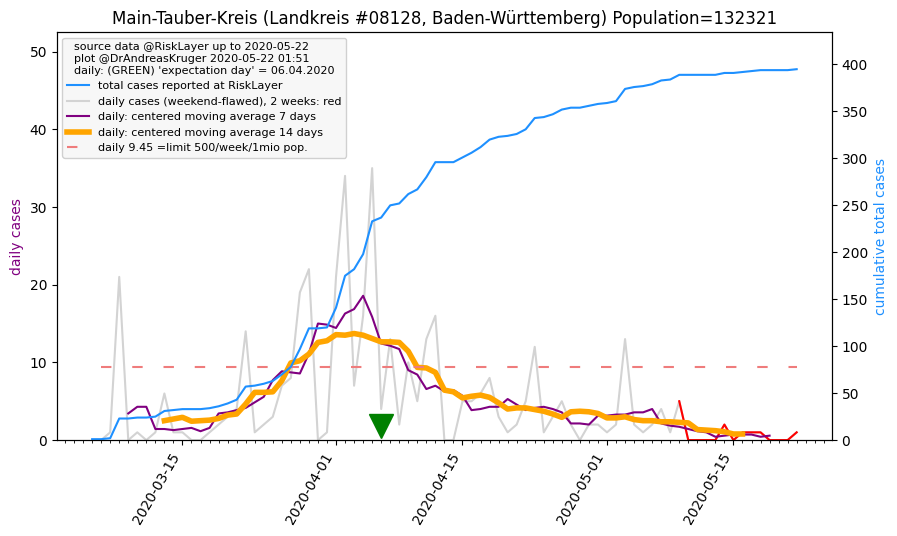 Main-Tauber-Kreis (Landkreis #08128, Baden-Württemberg) Population=132321
source data @RiskLayer up to 2020-05-22
plot @DrAndreasKruger 2020-05-22 01:51
daily: (GREEN) 'expectation day' = 06.04.2020
total cases reported at RiskLayer
daily cases (weekend-flawed), 2 weeks: red
daily: centered moving average 7 days
daily: centered moving average 14 days
daily 9.45 =limit 500/week/1mio pop.
daily cases
50
40
30
20
10
0
cumulative total cases
400
350
300
250
200
150
100
50
0
2020-03-15
2020-04-01
2020-04-15
2020-05-01
2020-05-15